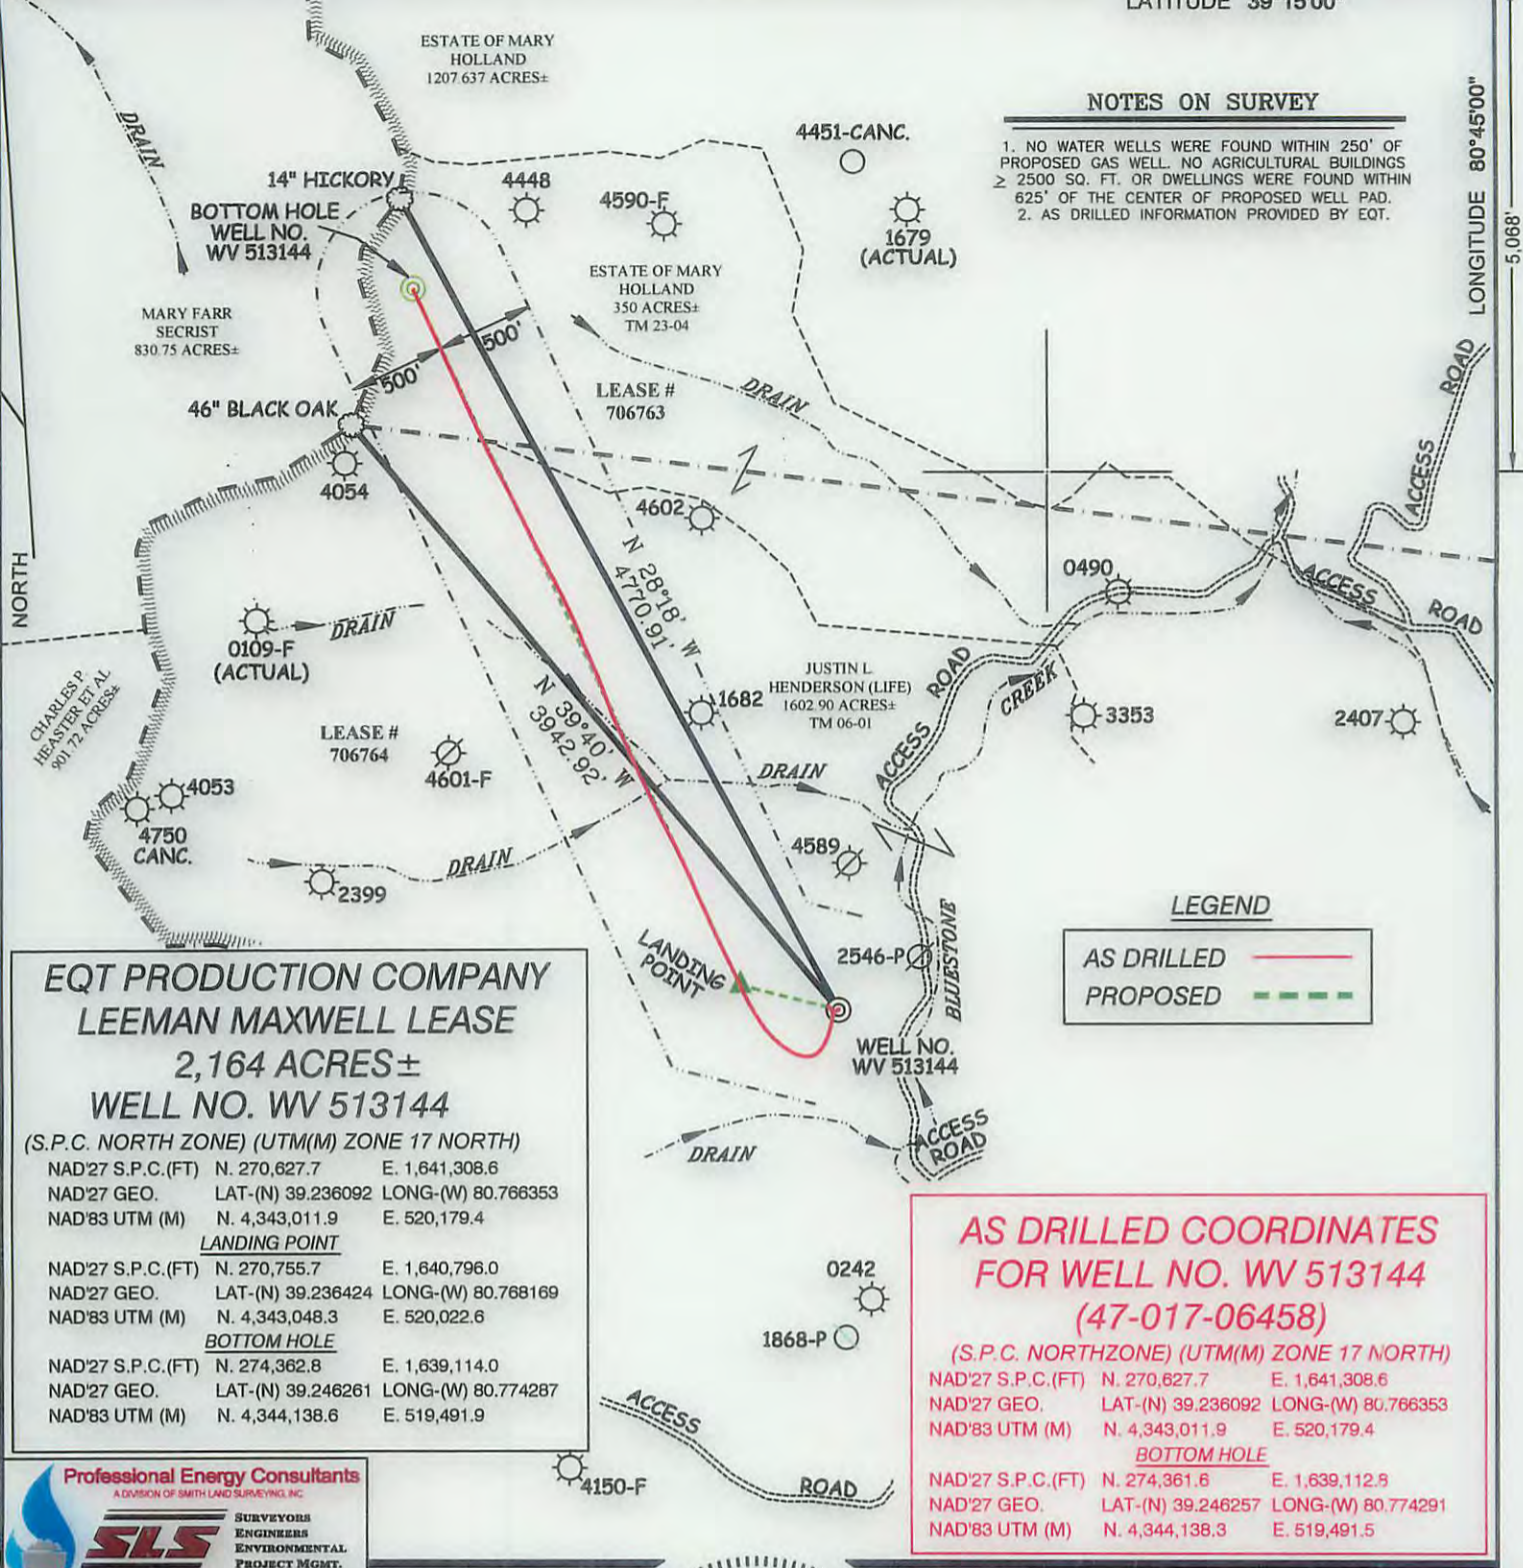 LATITUDE 39°15'00"
ESTATE OF MARY
HOLLAND
1207.637 ACRES±
NOTES ON SURVEY
1. NO WATER WELLS WERE FOUND WITHIN 250' OF
PROPOSED GAS WELL. NO AGRICULTURAL BUILDINGS
≥ 2500 SQ. FT. OR DWELLINGS WERE FOUND WITHIN
625' OF THE CENTER OF PROPOSED WELL PAD.
2. AS DRILLED INFORMATION PROVIDED BY EQT.
LONGITUDE 80°45'00"
5,068'
DRAIN
4451-CANC.
14" HICKORY
4448
4590-F
BOTTOM HOLE
WELL NO.
WV 513144
1679
(ACTUAL)
ESTATE OF MARY
HOLLAND
350 ACRES±
TM 23-04
MARY FARR
SECRIST
830.75 ACRES±
500'
500'
LEASE #
706763
DRAIN
ROAD
ACCESS
46" BLACK OAK
4054
4602
NORTH
N 28°18' W
4770.91'
0490
ACCESS
ROAD
0109-F
(ACTUAL)
DRAIN
CHARLES P.
HEASTER ET AL
901.72 ACRES±
JUSTIN L
HENDERSON (LIFE)
1602.90 ACRES±
TM 06-01
ROAD
ACCESS
CREEK
1682
3353
2407
N 39°40' W
3942.92'
LEASE #
706764
4601-F
DRAIN
4053
4750
CANC.
4589
DRAIN
2399
BLUESTONE
LEGEND
AS DRILLED
PROPOSED
LANDING
POINT
2546-P
WELL NO.
WV 513144
ACCESS
ROAD
DRAIN
EQT PRODUCTION COMPANY
LEEMAN MAXWELL LEASE
2,164 ACRES±
WELL NO. WV 513144
(S.P.C. NORTH ZONE) (UTM(M) ZONE 17 NORTH)
NAD'27 S.P.C.(FT) N. 270,627.7 E. 1,641,308.6
NAD'27 GEO. LAT-(N) 39.236092 LONG-(W) 80.766353
NAD'83 UTM (M) N. 4,343,011.9 E. 520,179.4
LANDING POINT
NAD'27 S.P.C.(FT) N. 270,755.7 E. 1,640,796.0
NAD'27 GEO. LAT-(N) 39.236424 LONG-(W) 80.768169
NAD'83 UTM (M) N. 4,343,048.3 E. 520,022.6
BOTTOM HOLE
NAD'27 S.P.C.(FT) N. 274,362.8 E. 1,639,114.0
NAD'27 GEO. LAT-(N) 39.246261 LONG-(W) 80.774287
NAD'83 UTM (M) N. 4,344,138.6 E. 519,491.9
0242
1868-P
AS DRILLED COORDINATES
FOR WELL NO. WV 513144
(47-017-06458)
(S.P.C. NORTHZONE) (UTM(M) ZONE 17 NORTH)
NAD'27 S.P.C.(FT) N. 270,627.7 E. 1,641,308.6
NAD'27 GEO. LAT-(N) 39.236092 LONG-(W) 80.766353
NAD'83 UTM (M) N. 4,343,011.9 E. 520,179.4
BOTTOM HOLE
NAD'27 S.P.C.(FT) N. 274,361.6 E. 1,639,112.8
NAD'27 GEO. LAT-(N) 39.246257 LONG-(W) 80.774291
NAD'83 UTM (M) N. 4,344,138.3 E. 519,491.5
ACCESS
ROAD
4150-F
Professional Energy Consultants
A DIVISION OF SMITH LAND SURVEYING, INC.
SLS
SURVEYORS
ENGINEERS
ENVIRONMENTAL
PROJECT MGMT.